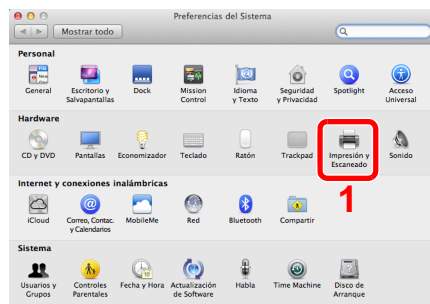 Preferencias del Sistema
Mostrar todo
Personal
General
Escritorio y
Salvapantallas
Dock
Mission
Control
Idioma
y Texto
Seguridad
y Privacidad
Spotlight
Acceso
Universal
Hardware
CD y DVD
Pantallas
Economizador
Teclado
Ratón
Trackpad
Impresión y
Escaneado
Sonido
1
Internet y conexiones inalámbricas
iCloud
Correo, Contac.
y Calendarios
MobileMe
Red
Bluetooth
Compartir
Sistema
Usuarios y
Grupos
Controles
Parentales
Fecha y Hora
Actualización
de Software
Habla
Time Machine
Disco de
Arranque